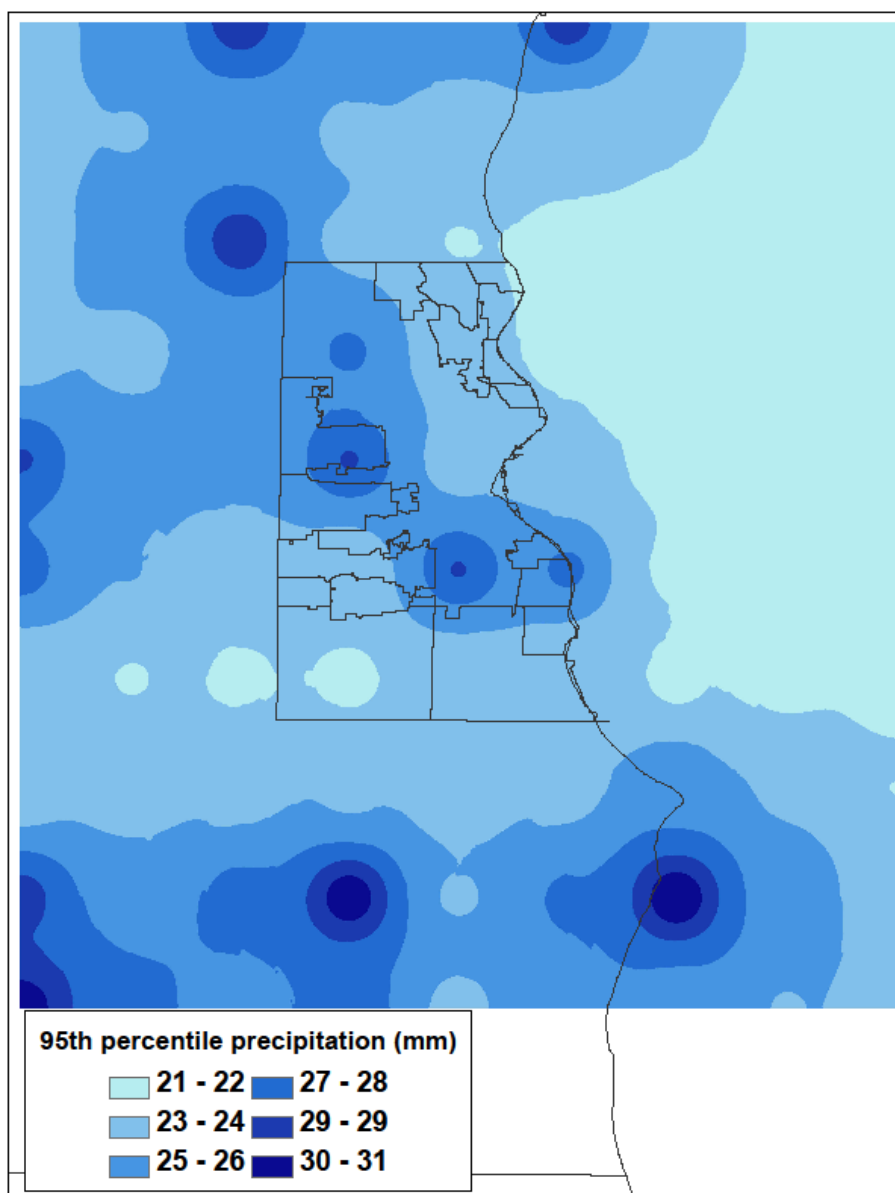 95th percentile precipitation (mm)
21 - 22 27 - 28
23 - 24 29 - 29
25 - 26 30 - 31